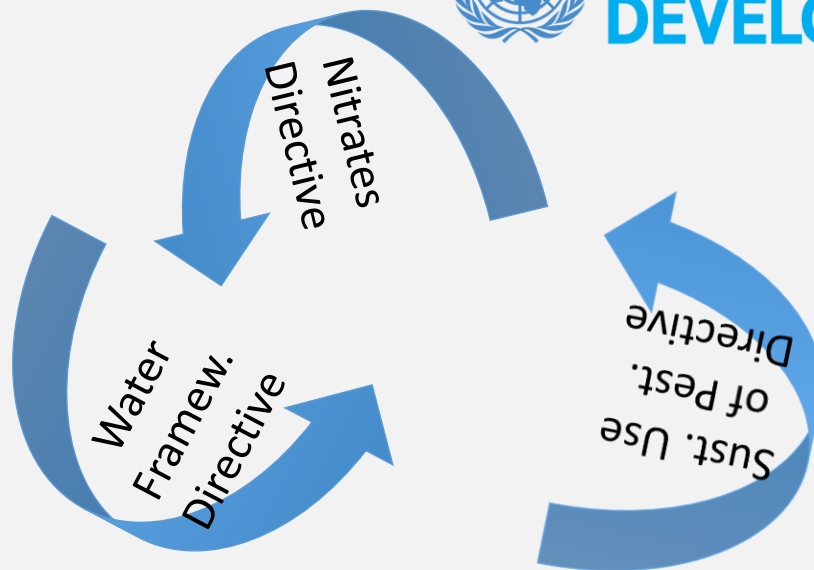 DEVELO
Nitrates
Directive
Water
Framew.
Directive
Sust. Use
of Pest.
Directive